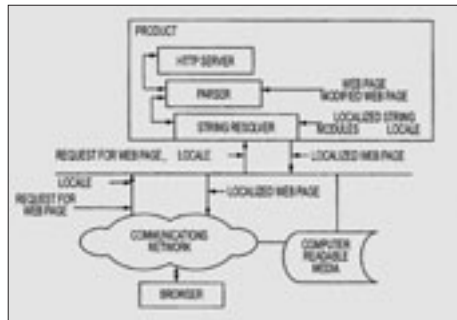 PRODUCT
HTTP SERVER
PARSER
WEB PAGE
MODIFIED WEB PAGE
STRING RESOLVER
LOCALIZED STRING
MODULES LOCALE
REQUEST FOR WEB PAGE, LOCALE
LOCALIZED WEB PAGE
LOCALE
REQUEST FOR
WEB PAGE
LOCALIZED WEB PAGE
COMMUNICATIONS
NETWORK
COMPUTER
READABLE
MEDIA
BROWSER